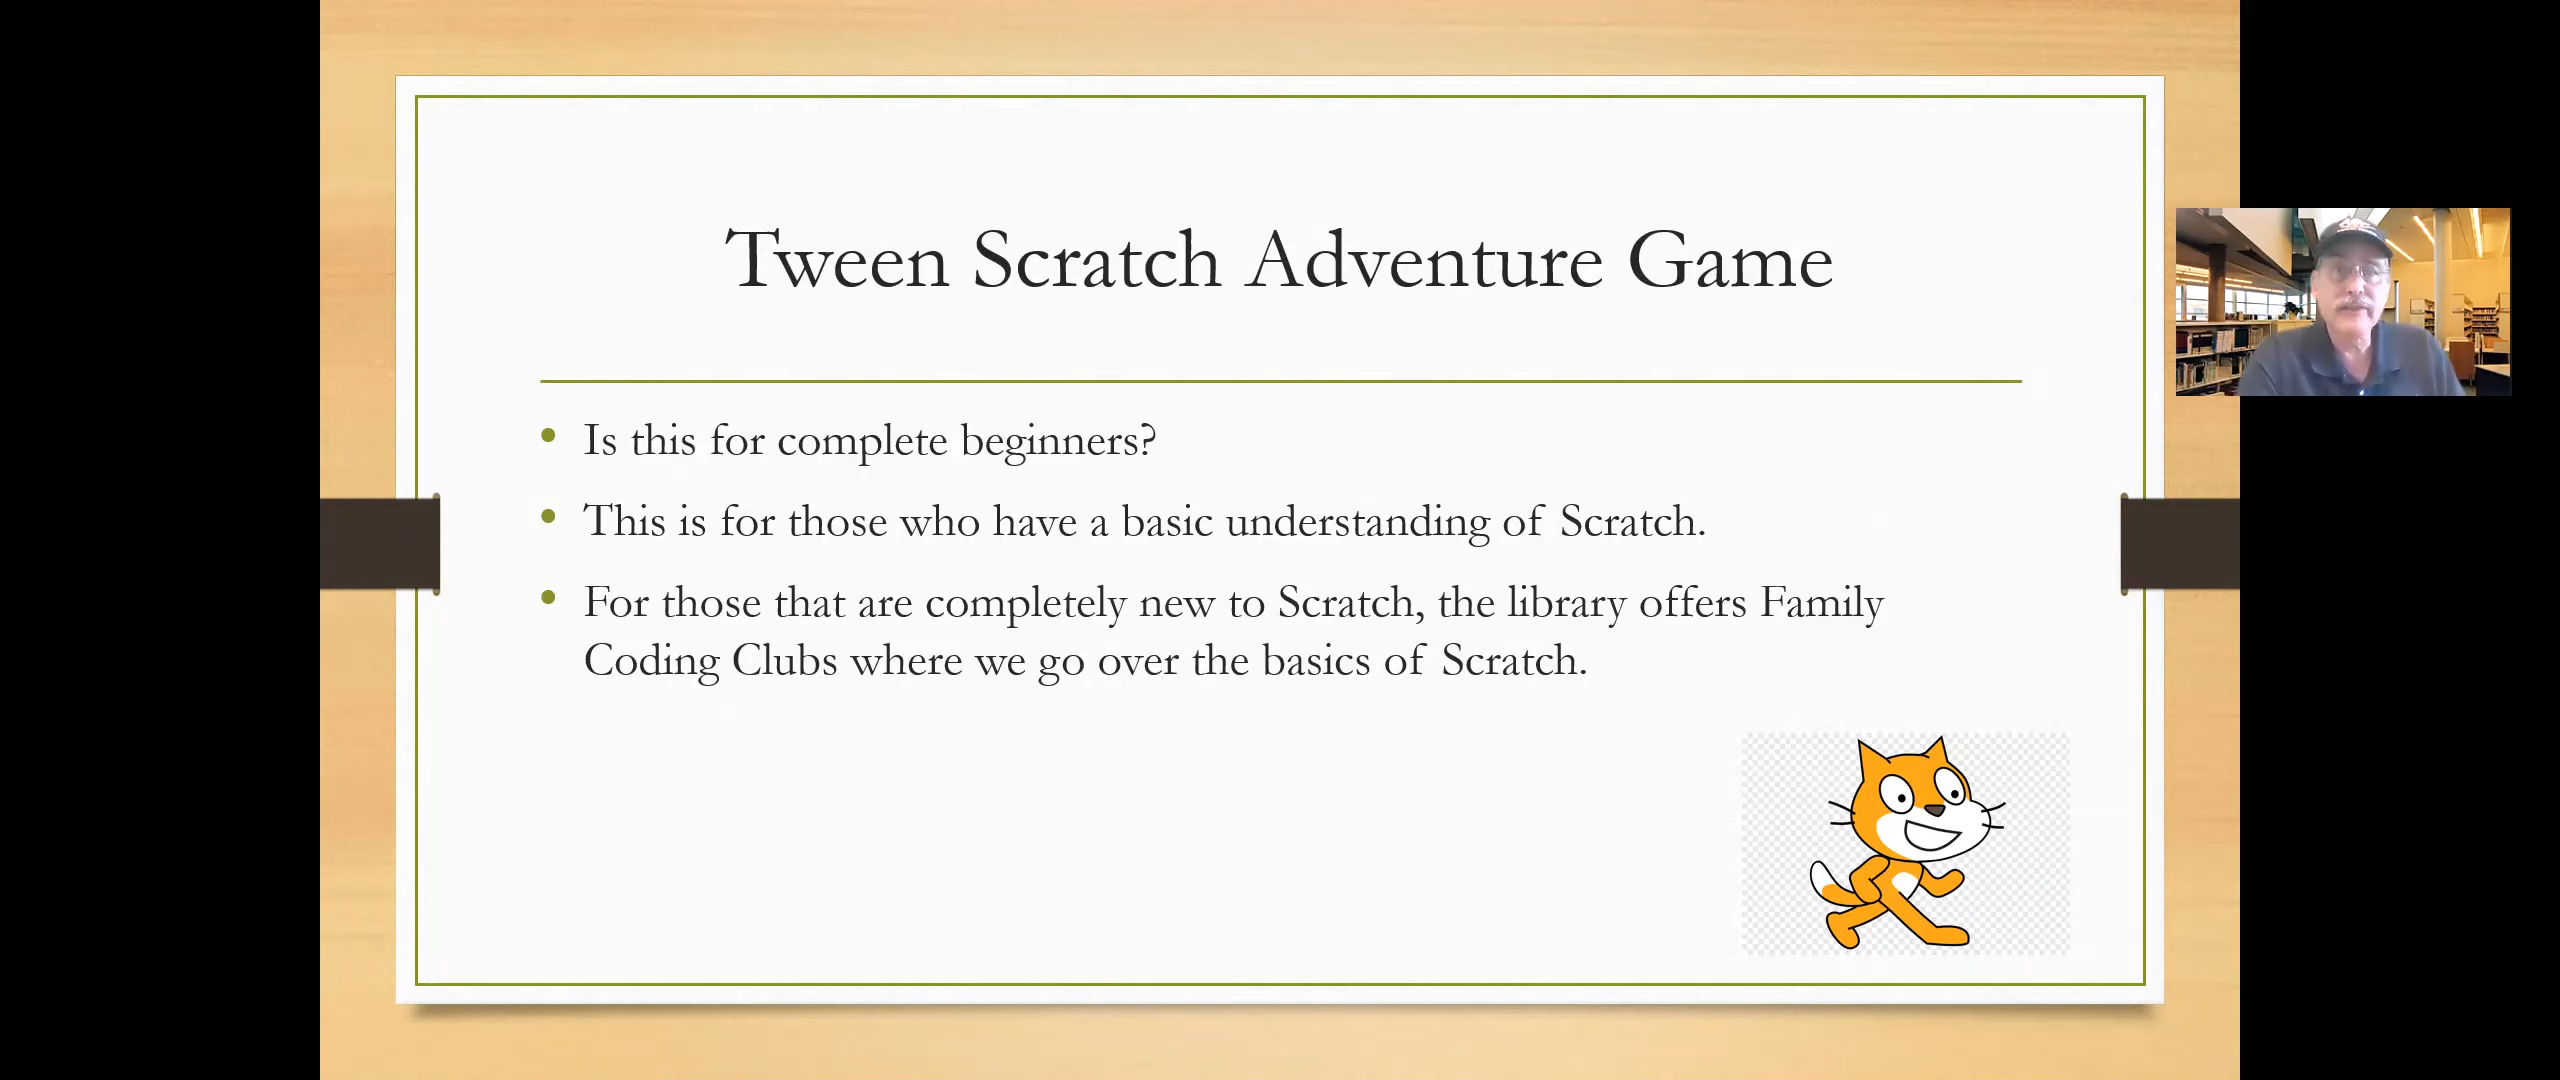 Tween Scratch Adventure Game
Is this for complete beginners?
This is for those who have a basic understanding of Scratch.
For those that are completely new to Scratch, the library offers Family
Coding Clubs where we go over the basics of Scratch.